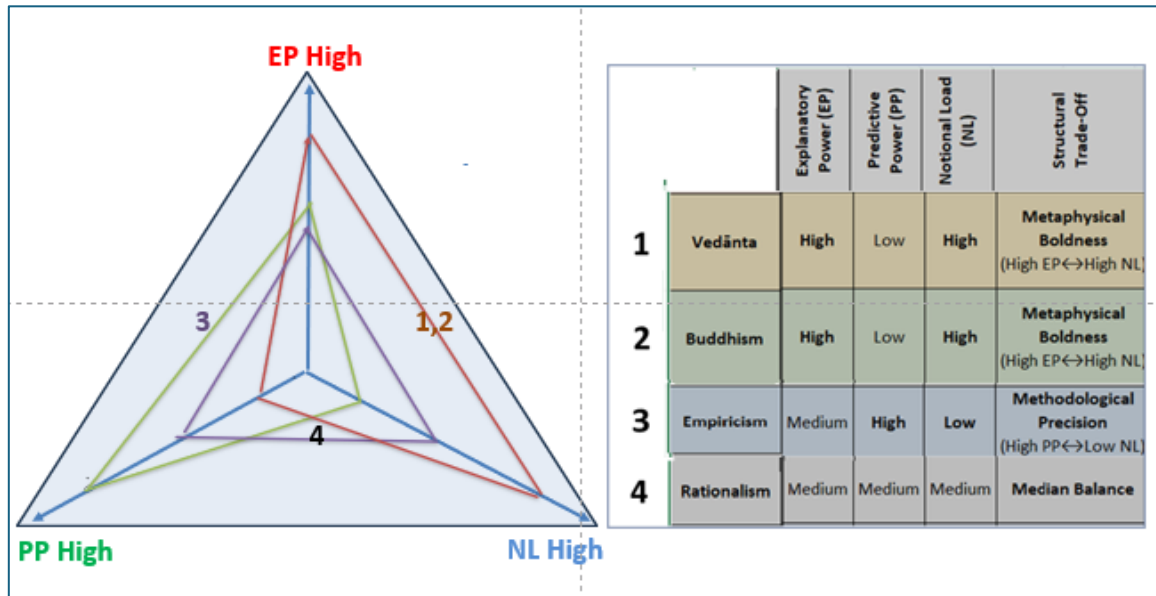 EP High
3
1,2
4
PP High
NL High
Explanatory
Power (EP)
Predictive
Power (PP)
Notional Load
(NL)
Structural
Trade-Off
1
Vedānta
High
Low
High
Metaphysical
Boldness
(High EP↔High NL)
2
Buddhism
High
Low
High
Metaphysical
Boldness
(High EP↔High NL)
3
Empiricism
Medium
High
Low
Methodological
Precision
(High PP↔Low NL)
4
Rationalism
Medium
Medium
Medium
Median Balance